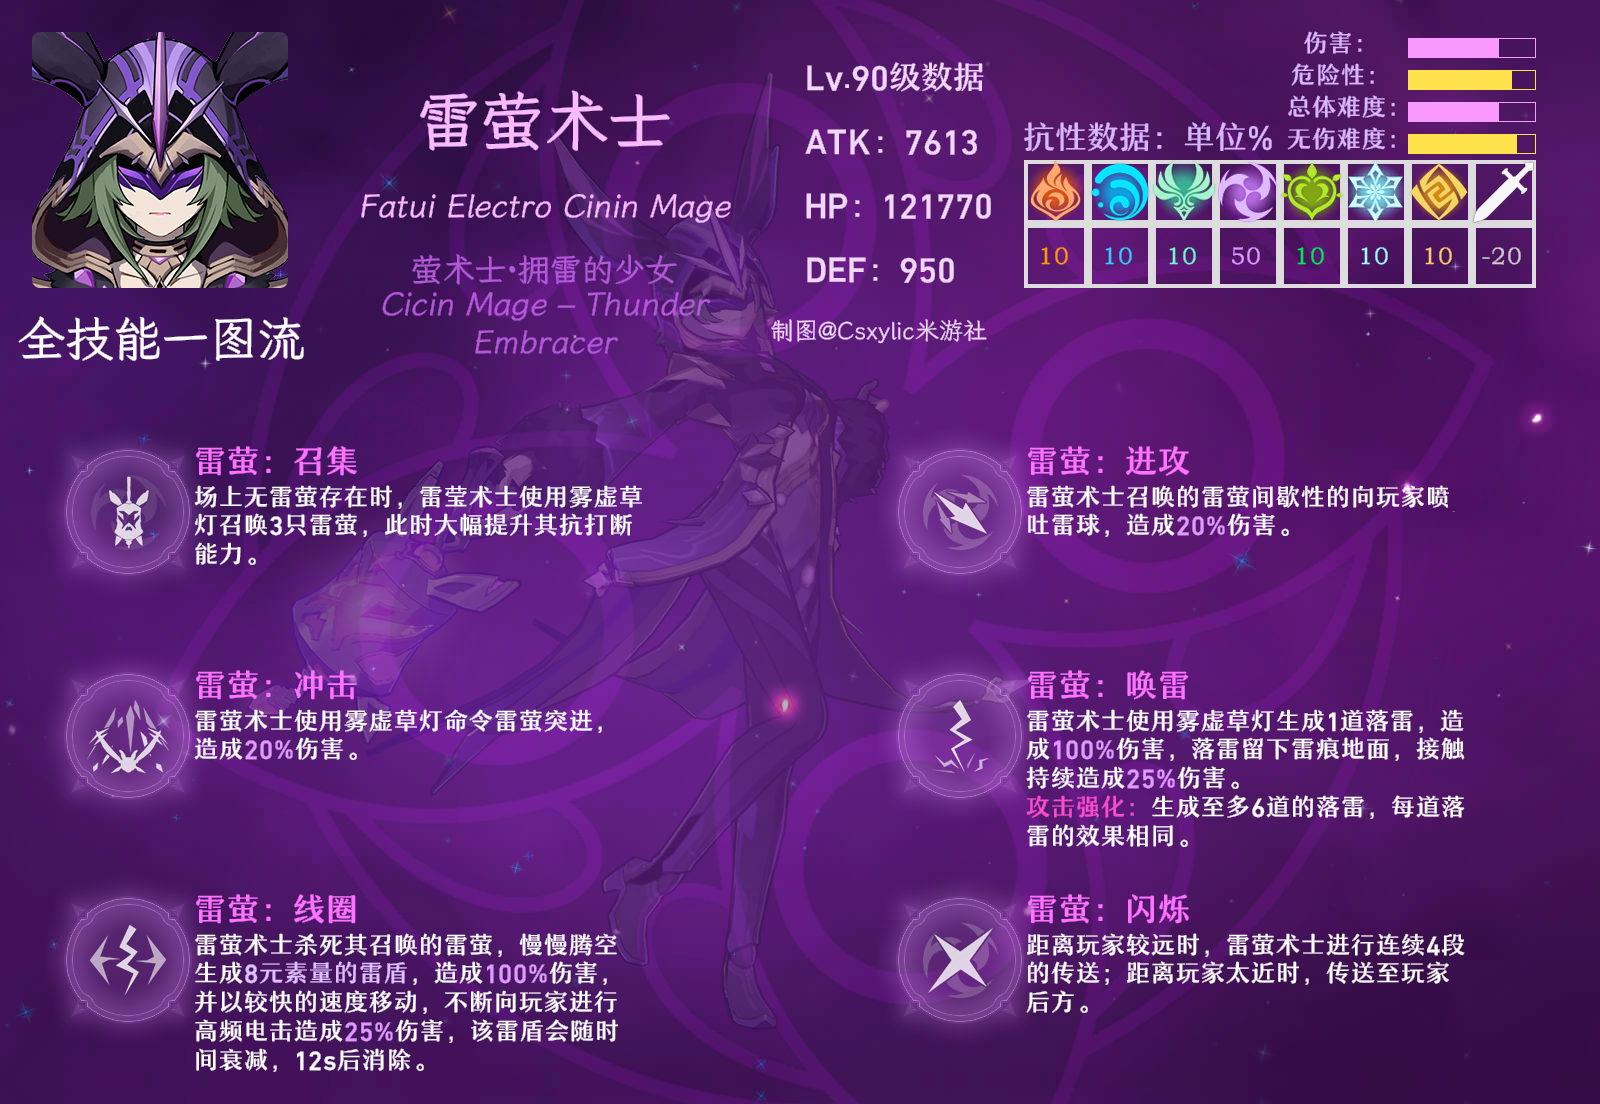 雷萤术士
Fatui Electro Cinin Mage
萤术士·拥雷的少女
Cicin Mage – Thunder
Embracer
全技能一图流
Lv.90级数据
ATK：7613
HP：121770
DEF：950
制图@Csxylic米游社
伤害：
危险性：
总体难度：
无伤难度：
抗性数据：单位%
10 10 10 50 10 10 10 -20
雷萤：召集
场上无雷萤存在时，雷莹术士使用雾虚草
灯召唤3只雷萤，此时大幅提升其抗打断
能力。
雷萤：进攻
雷萤术士召唤的雷萤间歇性的向玩家喷
吐雷球，造成20%伤害。
雷萤：冲击
雷萤术士使用雾虚草灯命令雷萤突进，
造成20%伤害。
雷萤：唤雷
雷萤术士使用雾虚草灯生成1道落雷，造
成100%伤害，落雷留下雷痕地面，接触
持续造成25%伤害。
攻击强化：生成至多6道的落雷，每道落
雷的效果相同。
雷萤：线圈
雷萤术士杀死其召唤的雷萤，慢慢腾空
生成8元素量的雷盾，造成100%伤害，
并以较快的速度移动，不断向玩家进行
高频电击造成25%伤害，该雷盾会随时
间衰减，12s后消除。
雷萤：闪烁
距离玩家较远时，雷萤术士进行连续4段
的传送；距离玩家太近时，传送至玩家
后方。